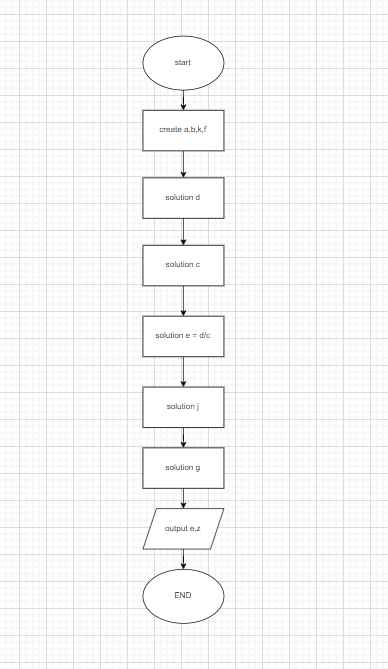 start
create a,b,k,f
solution d
solution c
solution e = d/c
solution j
solution g
output e,z
END